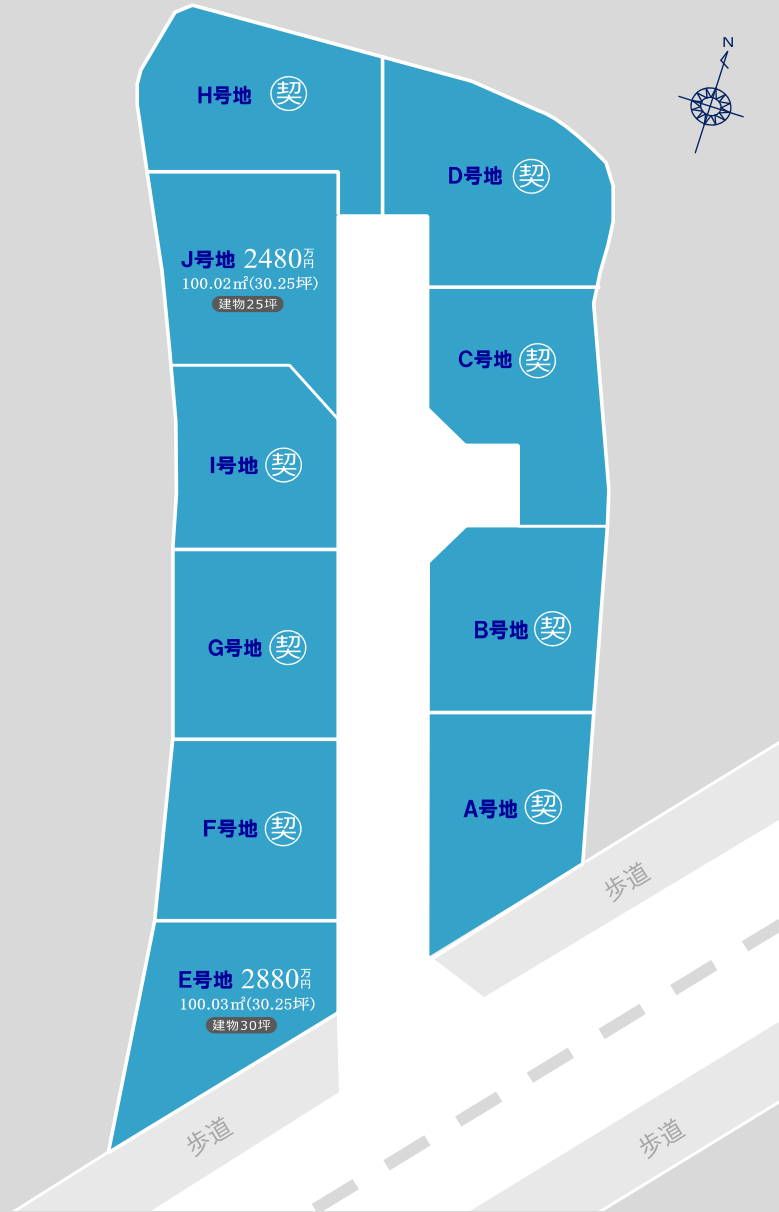 N
H号地 契
D号地 契
J号地 2480万円
100.02㎡(30.25坪)
建物25坪
C号地 契
I号地 契
B号地 契
G号地 契
A号地 契
F号地 契
歩道
E号地 2880万円
100.03㎡(30.25坪)
建物30坪
歩道
歩道